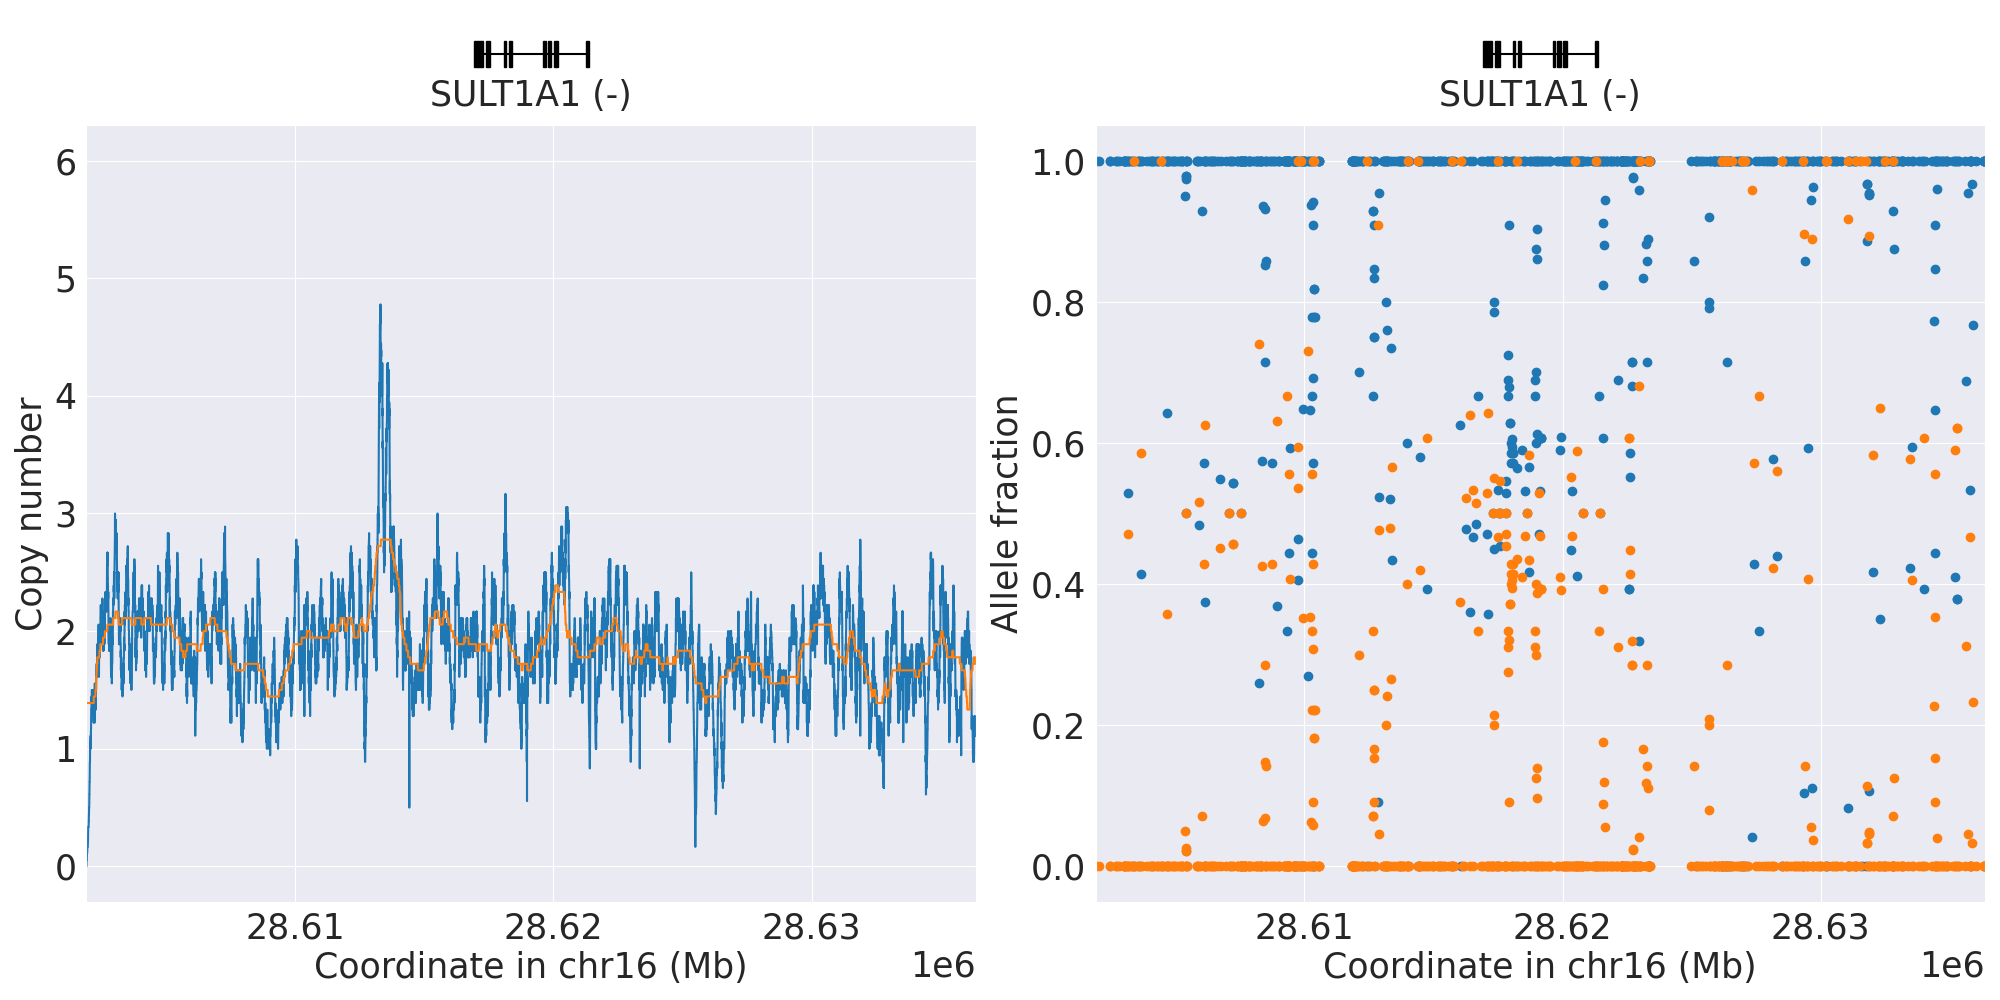 SULT1A1 (-)
6
5
4
3
2
1
0
Copy number
28.61
28.62
28.63
Coordinate in chr16 (Mb)
1e6
SULT1A1 (-)
1.0
0.8
0.6
0.4
0.2
0.0
Allele fraction
28.61
28.62
28.63
Coordinate in chr16 (Mb)
1e6